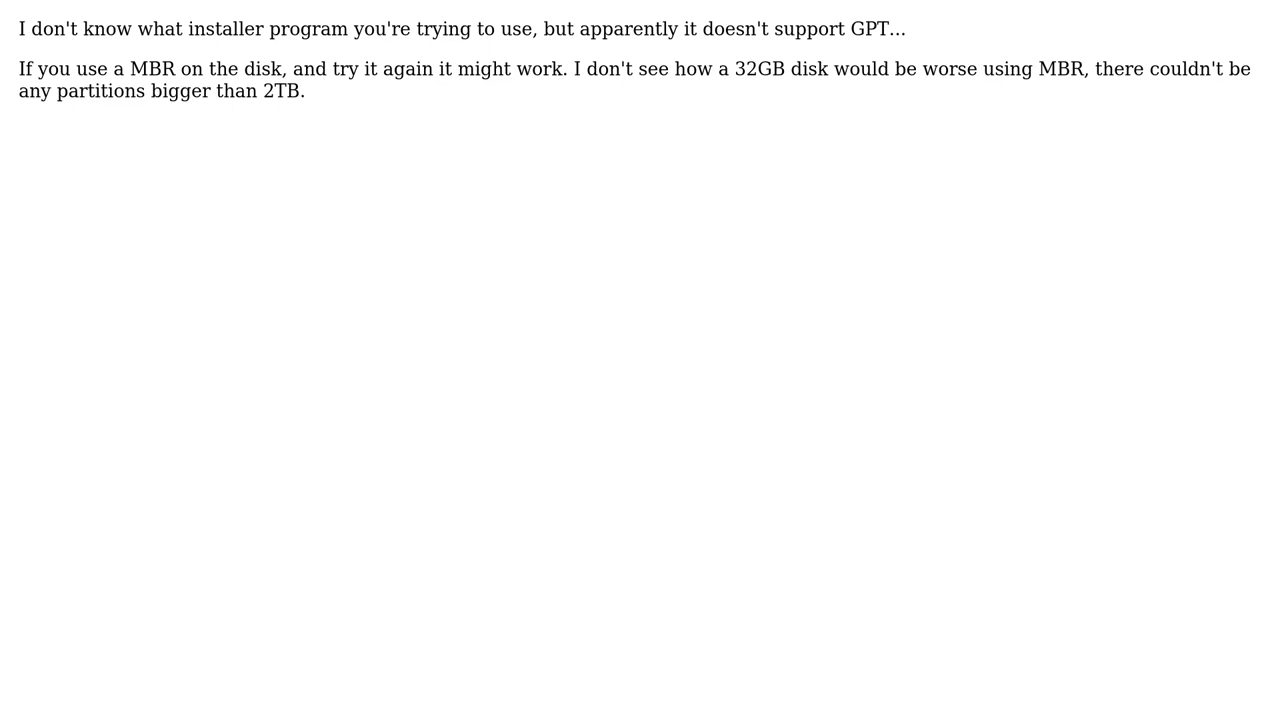 I don't know what installer program you're trying to use, but apparently it doesn't support GPT...
If you use a MBR on the disk, and try it again it might work. I don't see how a 32GB disk would be worse using MBR, there couldn't be
any partitions bigger than 2TB.